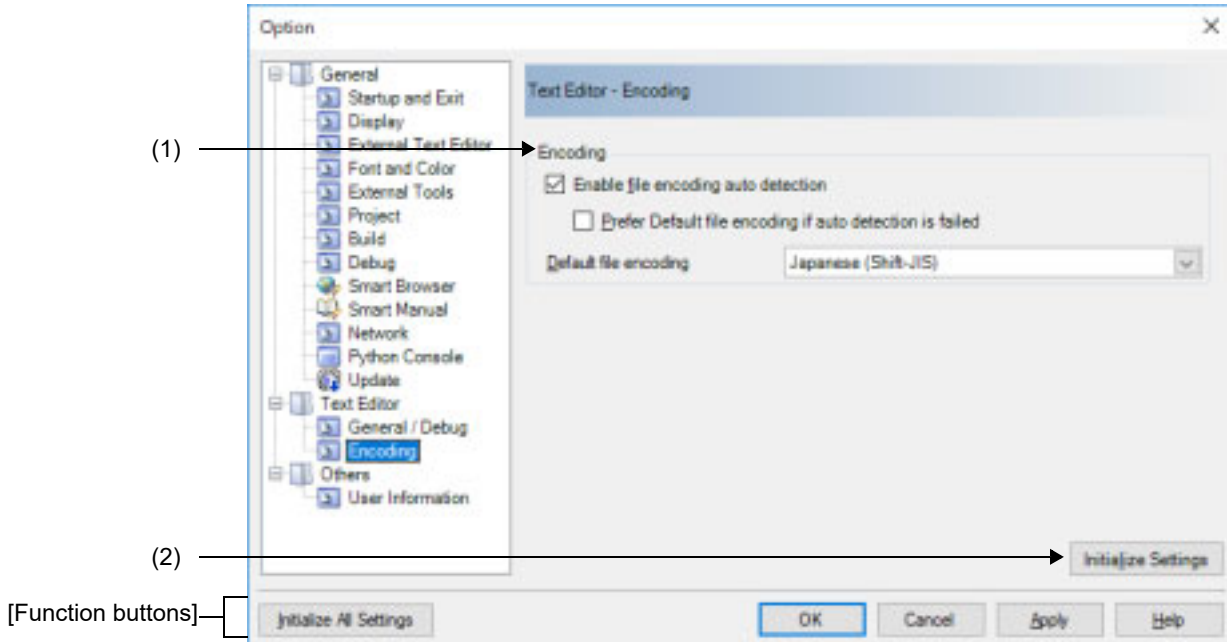 Option
General
Startup and Exit
Text Editor - Encoding
Display
(1)
External Text Editor
Encoding
Font and Color
Enable file encoding auto detection
External Tools
Project
Prefer Default file encoding if auto detection is failed
Build
Debug
Default file encoding Japanese (Shift-JIS)
Smart Browser
Smart Manual
Network
Python Console
Update
Text Editor
General / Debug
Encoding
Others
User Information
(2)
Initialize Settings
[Function buttons]
Initialize All Settings OK Cancel Apply Help